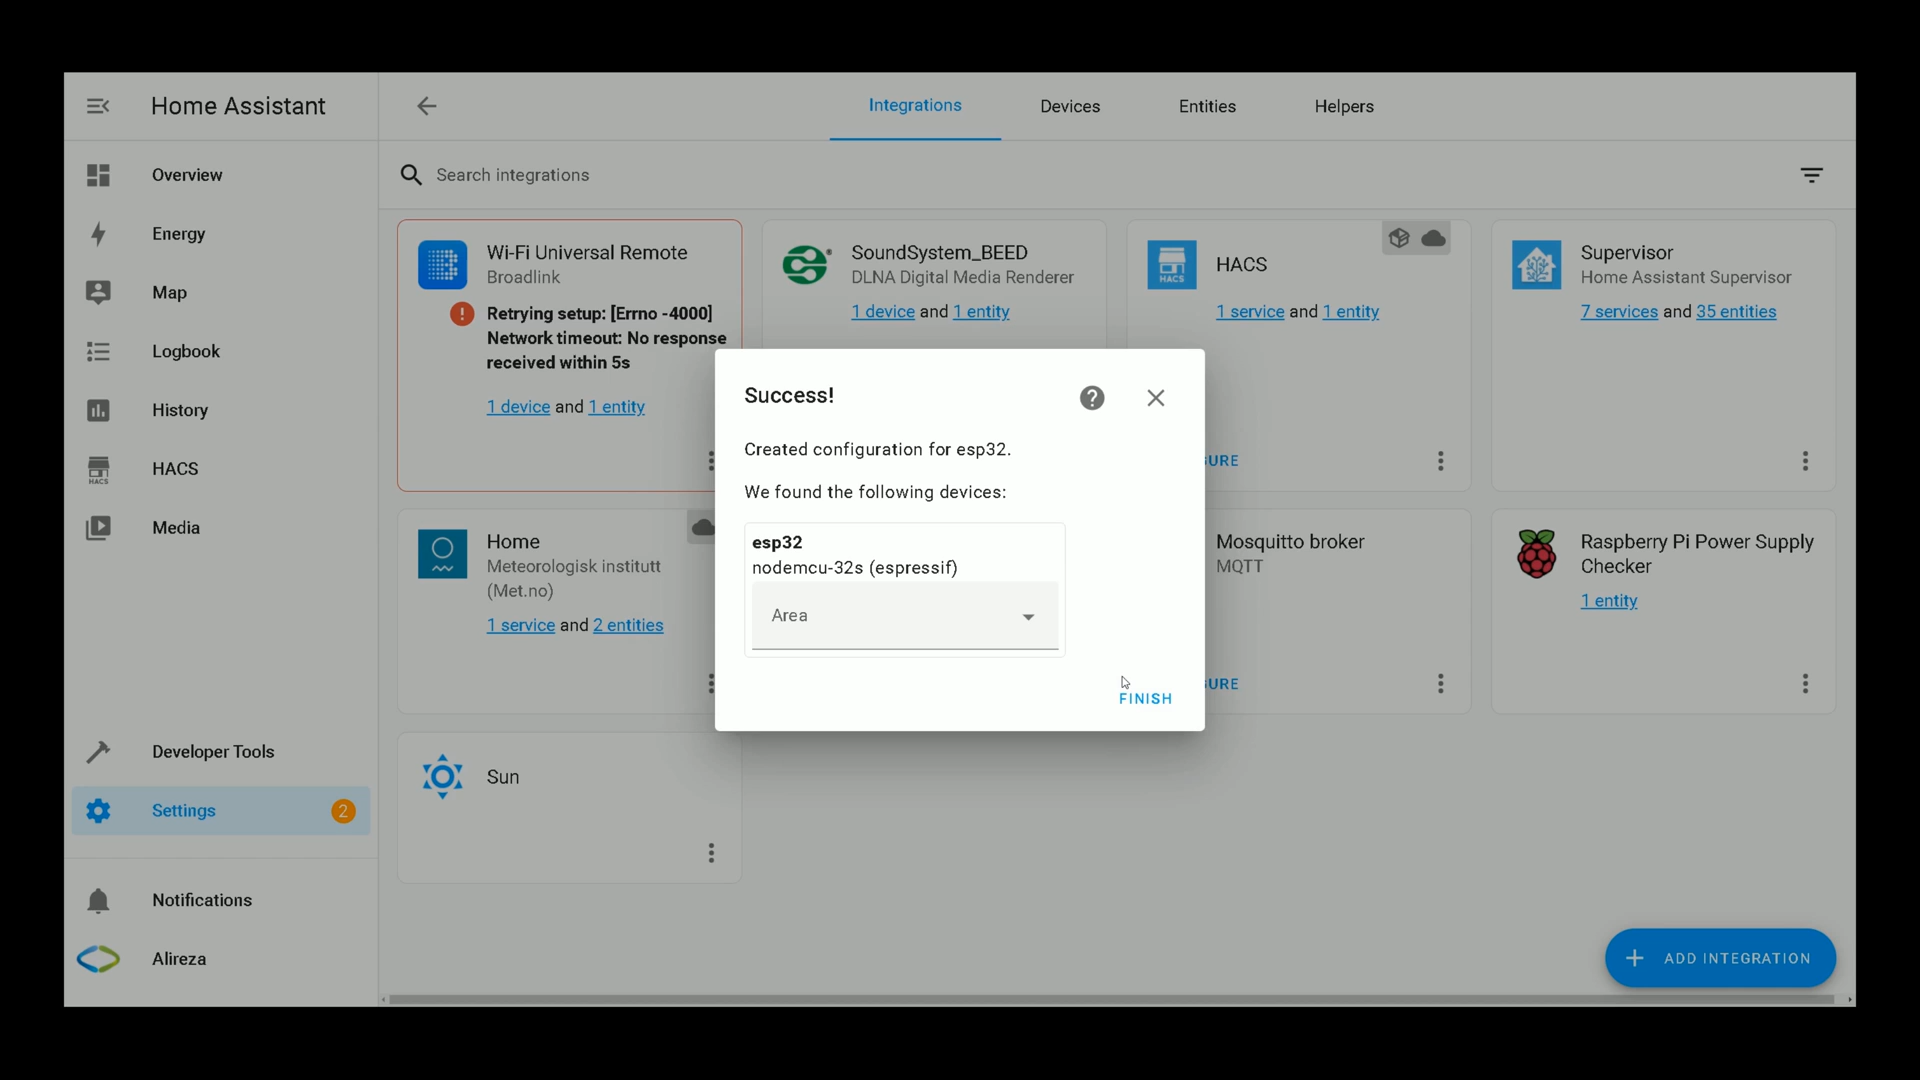 Home Assistant
Integrations
Devices
Entities
Helpers
Search integrations
Overview
Energy
Map
Logbook
History
HACS
HACS
Media
Developer Tools
Settings
2
Notifications
Alireza
Wi-Fi Universal Remote
Broadlink
Retrying setup: [Errno -4000]
Network timeout: No response
received within 5s
1 device and 1 entity
SoundSystem_BEED
DLNA Digital Media Renderer
1 device and 1 entity
HACS
HACS
1 service and 1 entity
Supervisor
Home Assistant Supervisor
7 services and 35 entities
Success!
Created configuration for esp32.
We found the following devices:
esp32
nodemcu-32s (espressif)
Area
FINISH
Home
Meteorologisk institutt
(Met.no)
1 service and 2 entities
Mosquitto broker
MQTT
Raspberry Pi Power Supply
Checker
1 entity
Sun
ADD INTEGRATION